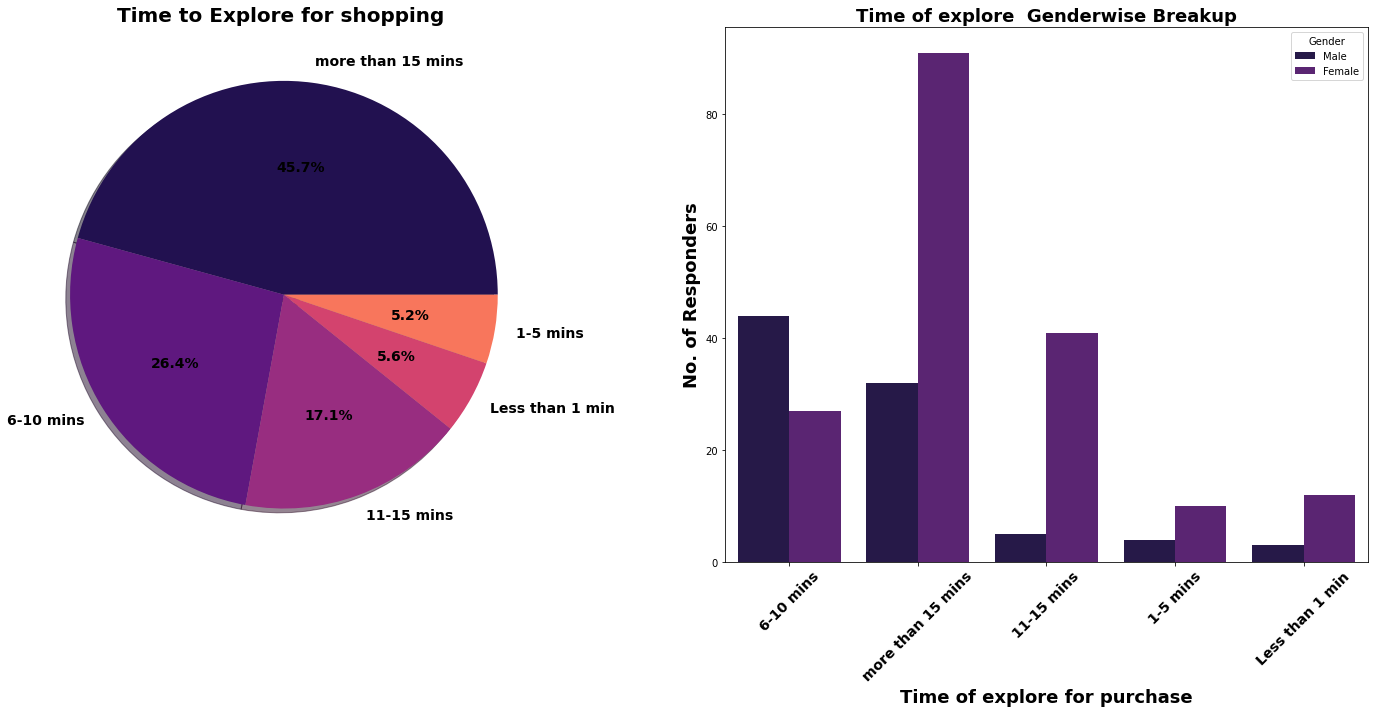 Time to Explore for shopping
more than 15 mins
45.7%
5.2%
1-5 mins
5.6%
26.4%
Less than 1 min
17.1%
6-10 mins
11-15 mins
Time of explore  Genderwise Breakup
Gender
Male
Female
No. of Responders
80
60
40
20
0
6-10 mins
more than 15 mins
11-15 mins
1-5 mins
Less than 1 min
Time of explore for purchase